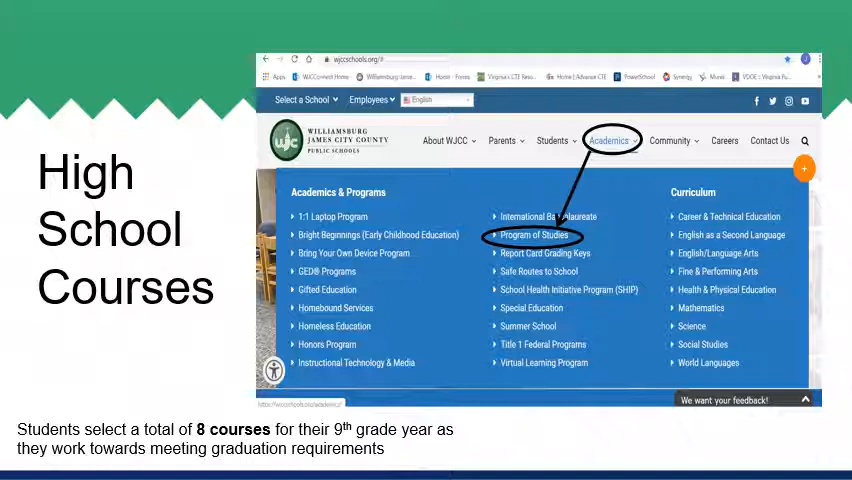 High
School
Courses
wjccschools.org/#
Apps WJCConnect Home Williamsburg-Jame... Home - Forms Virginia's CTE Reso... Home | Advance CTE PowerSchool Synergy VDOE :: Virginia Pu...
Select a School Employees English
WILLIAMSBURG
JAMES CITY COUNTY
PUBLIC SCHOOLS
WJC
About WJCC Parents Students Academics Community Careers Contact Us
Academics & Programs
1:1 Laptop Program
Bright Beginnings (Early Childhood Education)
Bring Your Own Device Program
GED® Programs
Gifted Education
Homebound Services
Homeless Education
Honors Program
Instructional Technology & Media
International Baccalaureate
Program of Studies
Report Card Grading Keys
Safe Routes to School
School Health Initiative Program (SHIP)
Special Education
Summer School
Title 1 Federal Programs
Virtual Learning Program
Curriculum
Career & Technical Education
English as a Second Language
English/Language Arts
Fine & Performing Arts
Health & Physical Education
Mathematics
Science
Social Studies
World Languages
https://wjccschools.org/academics/
We want your feedback!
Students select a total of 8 courses for their 9th grade year as
they work towards meeting graduation requirements